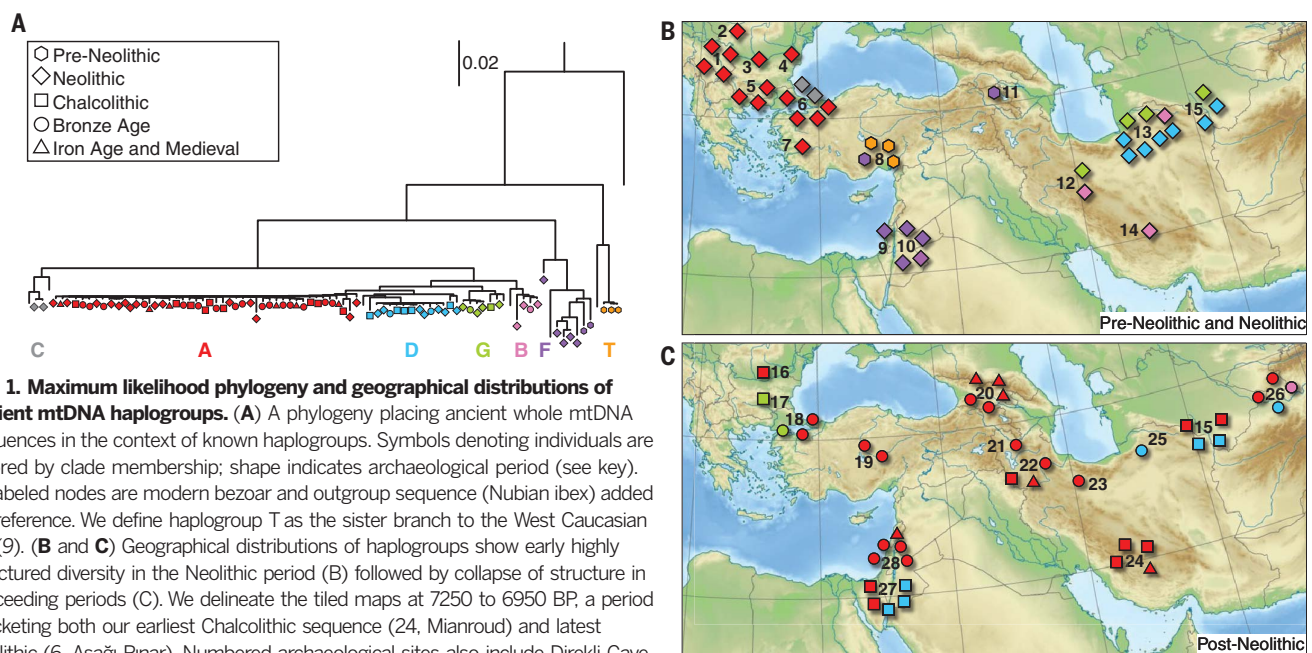 A
0.02
Pre-Neolithic
Neolithic
Chalcolithic
Bronze Age
Iron Age and Medieval
C A D G B F T
1. Maximum likelihood phylogeny and geographical distributions of
ient mtDNA haplogroups. (A) A phylogeny placing ancient whole mtDNA
uences in the context of known haplogroups. Symbols denoting individuals are
ored by clade membership; shape indicates archaeological period (see key).
abeled nodes are modern bezoar and outgroup sequence (Nubian ibex) added
reference. We define haplogroup T as the sister branch to the West Caucasian
(9). (B and C) Geographical distributions of haplogroups show early highly
ctured diversity in the Neolithic period (B) followed by collapse of structure in
ceeding periods (C). We delineate the tiled maps at 7250 to 6950 BP, a period
cketing both our earliest Chalcolithic sequence (24, Mianroud) and latest
lithic (6, Aşağı Pınar). Numbered archaeological sites also include Direkli Cave
B
2
1
3
4
5
6
7
8
9
10
11
12
13
14
15
Pre-Neolithic and Neolithic
C
16
17
18
19
20
21
22
23
24
25
15
26
27
28
Post-Neolithic